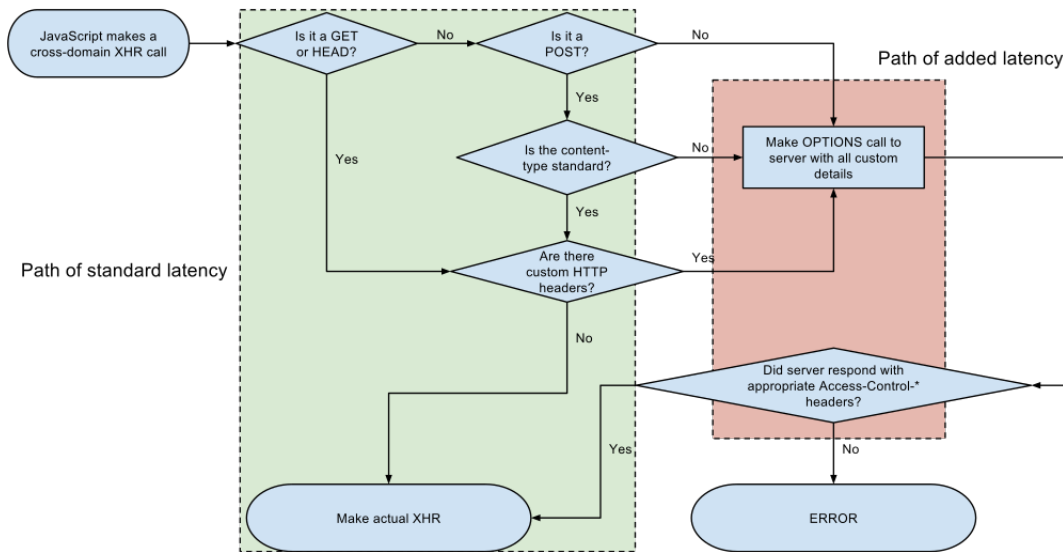 JavaScript makes a
cross-domain XHR call
Is it a GET
or HEAD?
No
Is it a
POST?
No
Path of added latency
Yes
Yes
Is the content-
type standard?
No
Make OPTIONS call to
server with all custom
details
Yes
Path of standard latency
Are there
custom HTTP
headers?
Yes
No
Did server respond with
appropriate Access-Control-*
headers?
Yes
No
Make actual XHR
ERROR